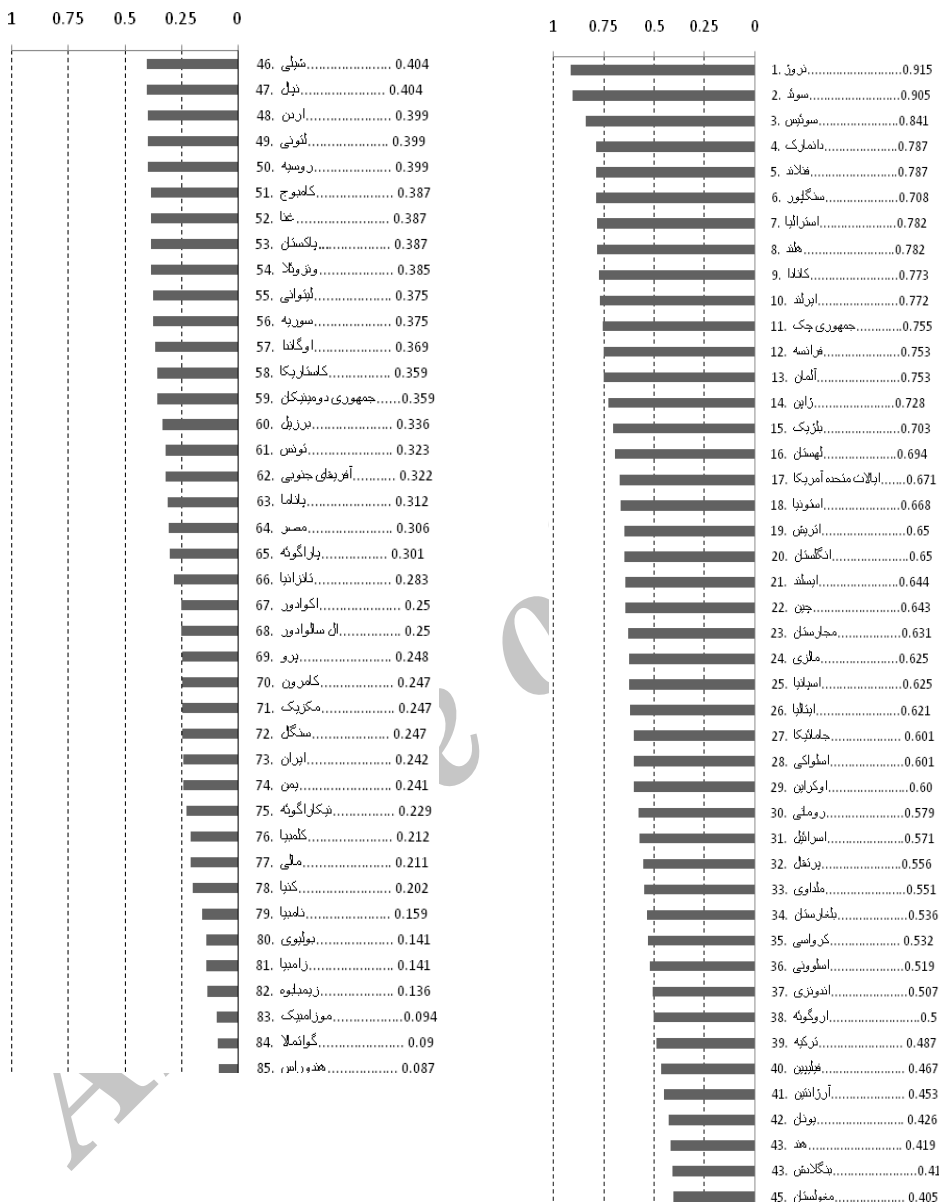 1 0.75 0.5 0.25 0
1. نروژ............................0.915
2. سوئد...........................0.905
3. سوئیس........................0.841
4. دانمارک.......................0.787
5. فنلاند.........................0.787
6. سنگاپور......................0.708
7. استرالیا......................0.782
8. هلند..........................0.782
9. کانادا.........................0.773
10. ایرلند........................0.772
11. جمهوری چک.............0.755
12. فرانسه.....................0.753
13. آلمان........................0.753
14. ژاپن.........................0.728
15. بلژیک.......................0.703
16. لهستان.....................0.694
17. ایالات متحده آمریکا.......0.671
18. استونیا.....................0.668
19. اتریش.......................0.65
20. انگلستان...................0.65
21. ایسلند......................0.644
22. چین.........................0.643
23. مجارستان..................0.631
24. مالزی.......................0.625
25. اسپانیا.....................0.625
26. ایتالیا.......................0.621
27. جامائیکا.................... 0.601
28. اسلواکی....................0.601
29. اوکراین......................0.60
30. رومانی......................0.579
31. اسرائیل.....................0.571
32. پرتغال.......................0.556
33. ملداوی......................0.551
34. بلغارستان..................0.536
35. کرواسی....................0.532
36. اسلوونی....................0.519
37. اندونزی.....................0.507
38. اروگوئه......................0.5
39. ترکیه....................... 0.487
40. فیلیپین..................... 0.467
41. آرژانتین.....................0.453
42. یونان....................... 0.426
43. هند......................... 0.419
43. بنگلادش....................0.41
45. مغولستان.................. 0.405
1 0.75 0.5 0.25 0
46. شیلی...................... 0.404
47. نپال........................ 0.404
48. اردن........................ 0.399
49. لتونی...................... 0.399
50. روسیه..................... 0.399
51. کامبوج..................... 0.387
52. غنا......................... 0.387
53. پاکستان................... 0.387
54. ونزوئلا..................... 0.385
55. لیتوانی.................... 0.375
56. سوریه..................... 0.375
57. اوگاندا..................... 0.369
58. کاستاریکا................. 0.359
59. جمهوری دومینیکان......0.359
60. برزیل...................... 0.336
61. تونس...................... 0.323
62. آفریقای جنوبی............ 0.322
63. پاناما...................... 0.312
64. مصر....................... 0.306
65. پاراگوئه................... 0.301
66. تانزانیا.................... 0.283
67. اکوادور.................... 0.25
68. ال سالوادور............... 0.25
69. پرو........................ 0.248
70. کامرون.................... 0.247
71. مکزیک.................... 0.247
72. سنگال.................... 0.247
73. ایران...................... 0.242
74. یمن....................... 0.241
75. نیکاراگوئه................. 0.229
76. کلمبیا.................... 0.212
77. مالی...................... 0.211
78. کنیا....................... 0.202
79. نامبیا..................... 0.159
80. بولیوی.................... 0.141
81. زامبیا..................... 0.141
82. زیمبابوه................... 0.136
83. موزامبیک..................0.094
84. گواتمالا................... 0.09
85. هندوراس.................. 0.087